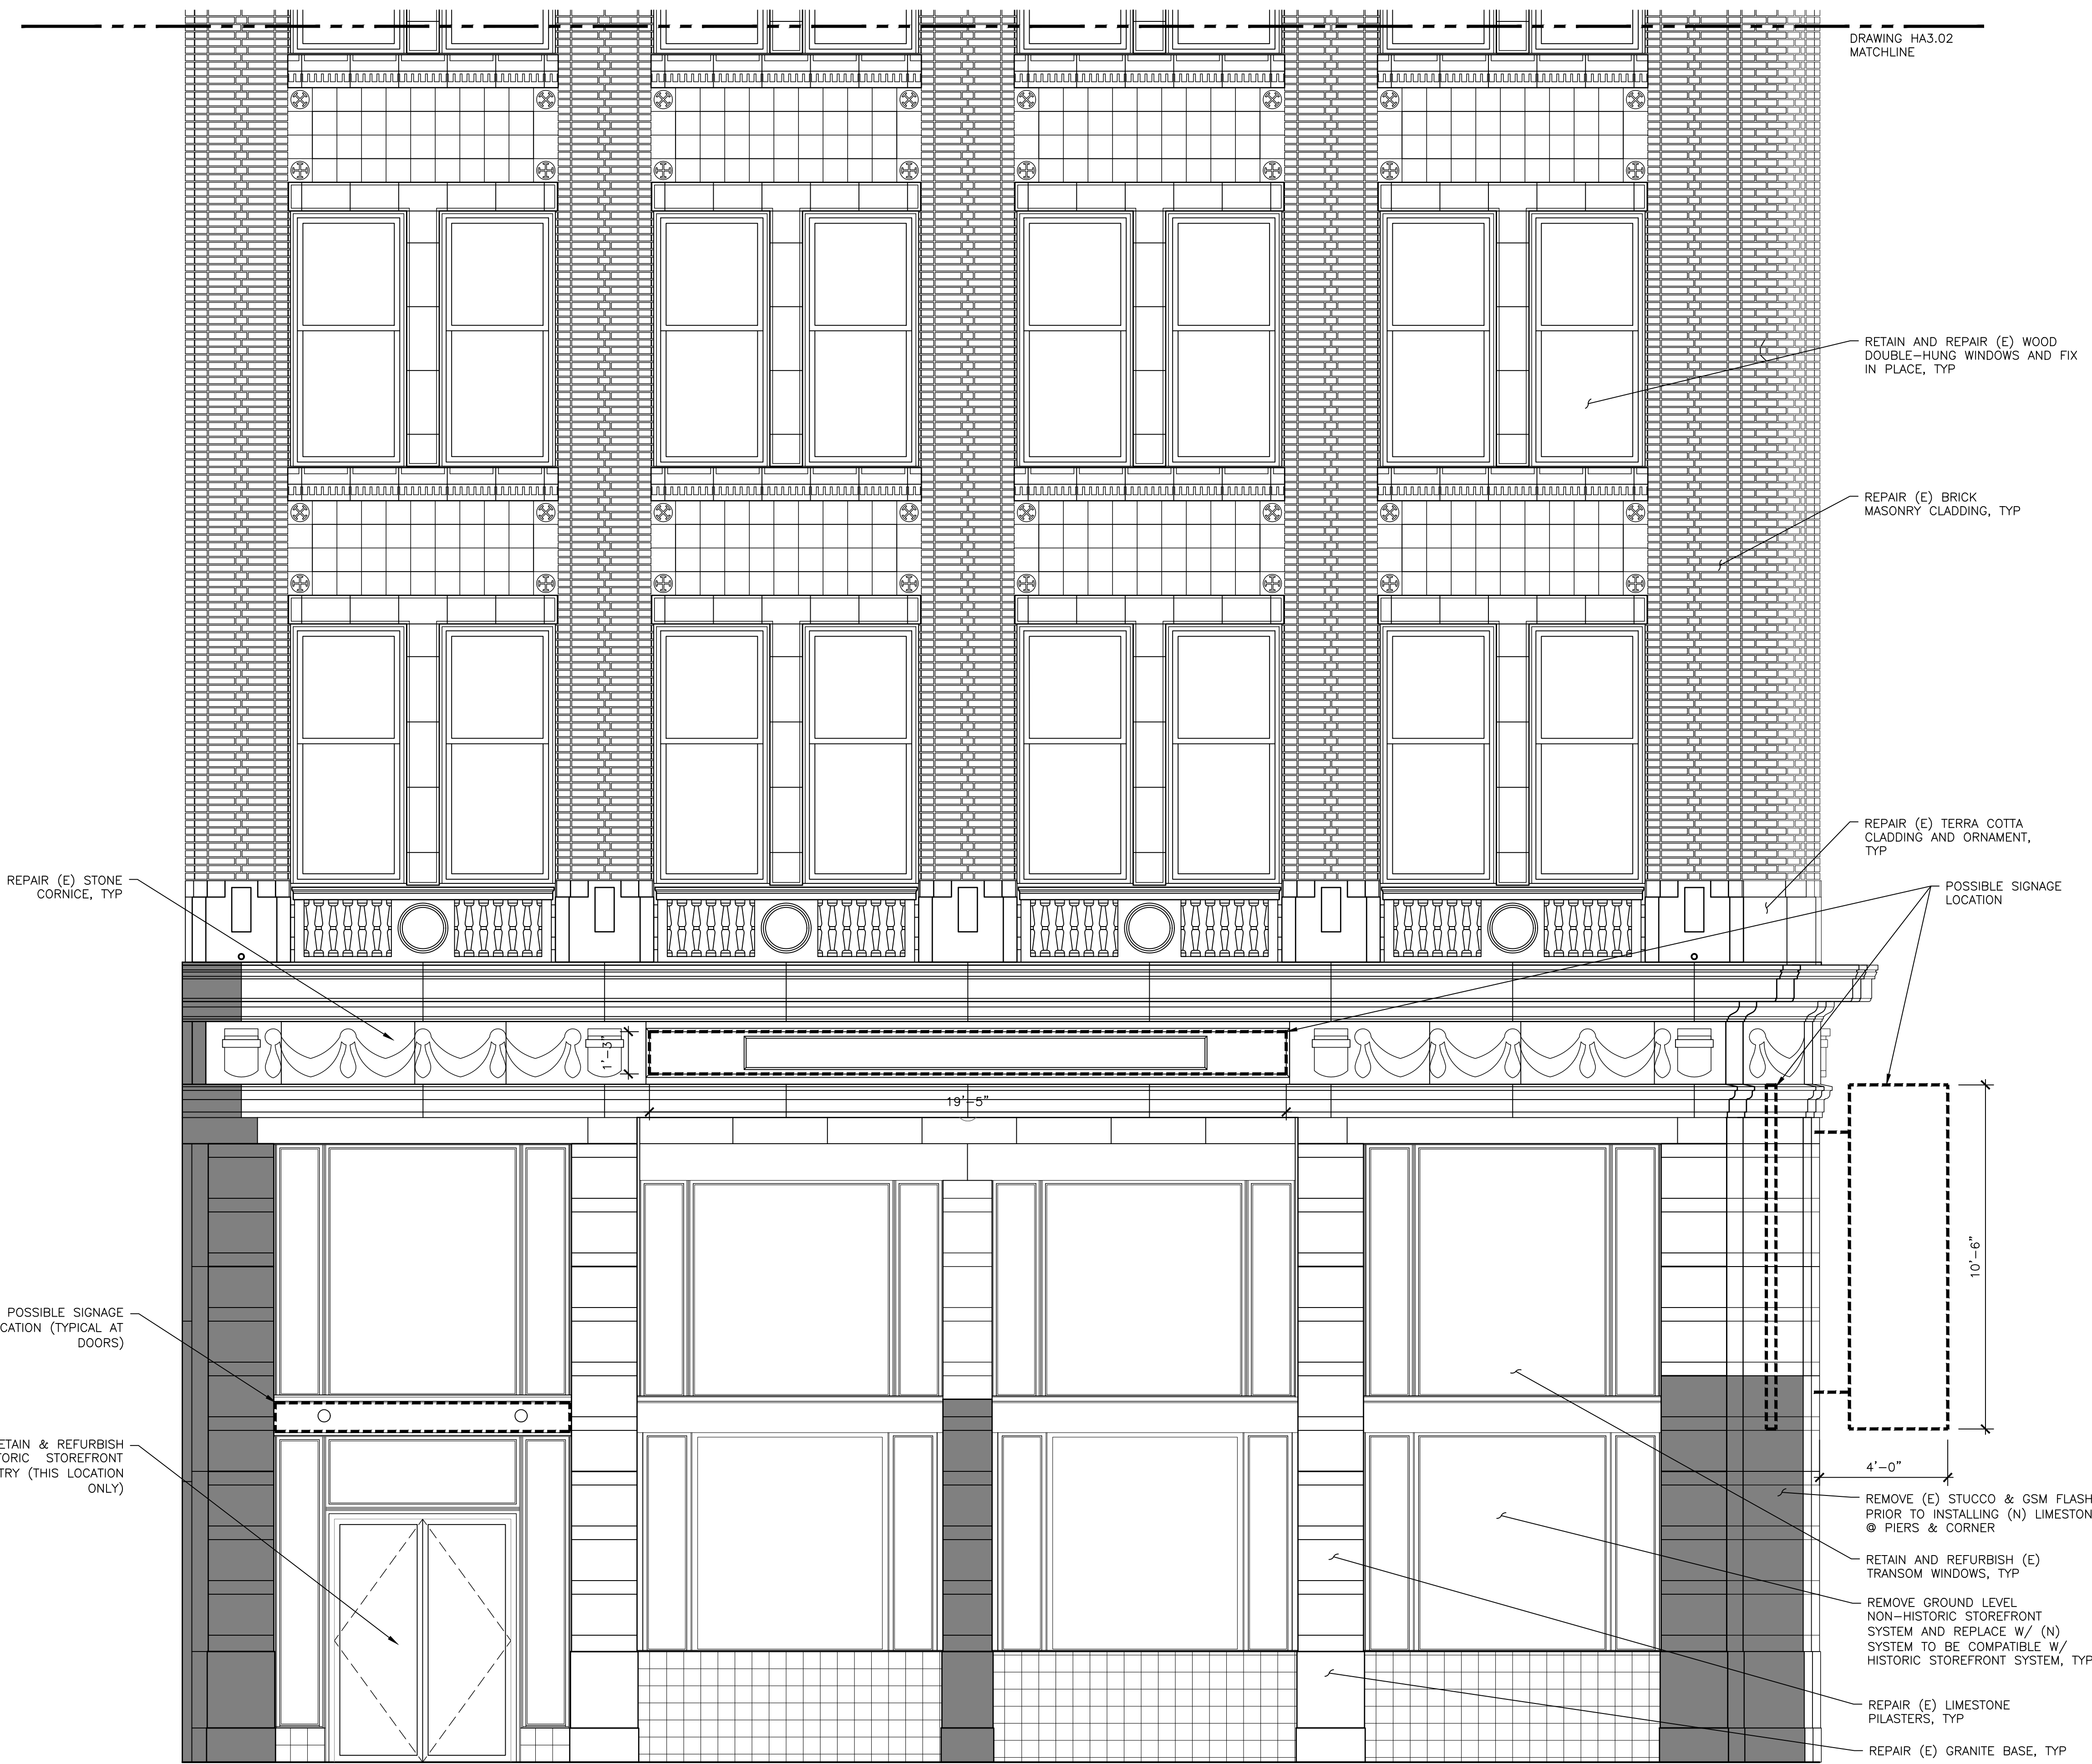 DRAWING HA3.02
MATCHLINE
RETAIN AND REPAIR (E) WOOD
DOUBLE-HUNG WINDOWS AND FIX
IN PLACE, TYP
REPAIR (E) BRICK
MASONRY CLADDING, TYP
REPAIR (E) TERRA COTTA
CLADDING AND ORNAMENT,
TYP
REPAIR (E) STONE
CORNICE, TYP
POSSIBLE SIGNAGE
LOCATION
1'-3"
19'-5"
10'-6"
4'-0"
POSSIBLE SIGNAGE
CATION (TYPICAL AT
DOORS)
ETAIN & REFURBISH
TORIC STOREFRONT
TRY (THIS LOCATION
ONLY)
REMOVE (E) STUCCO & GSM FLASH
PRIOR TO INSTALLING (N) LIMESTON
@ PIERS & CORNER
RETAIN AND REFURBISH (E)
TRANSOM WINDOWS, TYP
REMOVE GROUND LEVEL
NON-HISTORIC STOREFRONT
SYSTEM AND REPLACE W/ (N)
SYSTEM TO BE COMPATIBLE W/
HISTORIC STOREFRONT SYSTEM, TYP
REPAIR (E) LIMESTONE
PILASTERS, TYP
REPAIR (E) GRANITE BASE, TYP